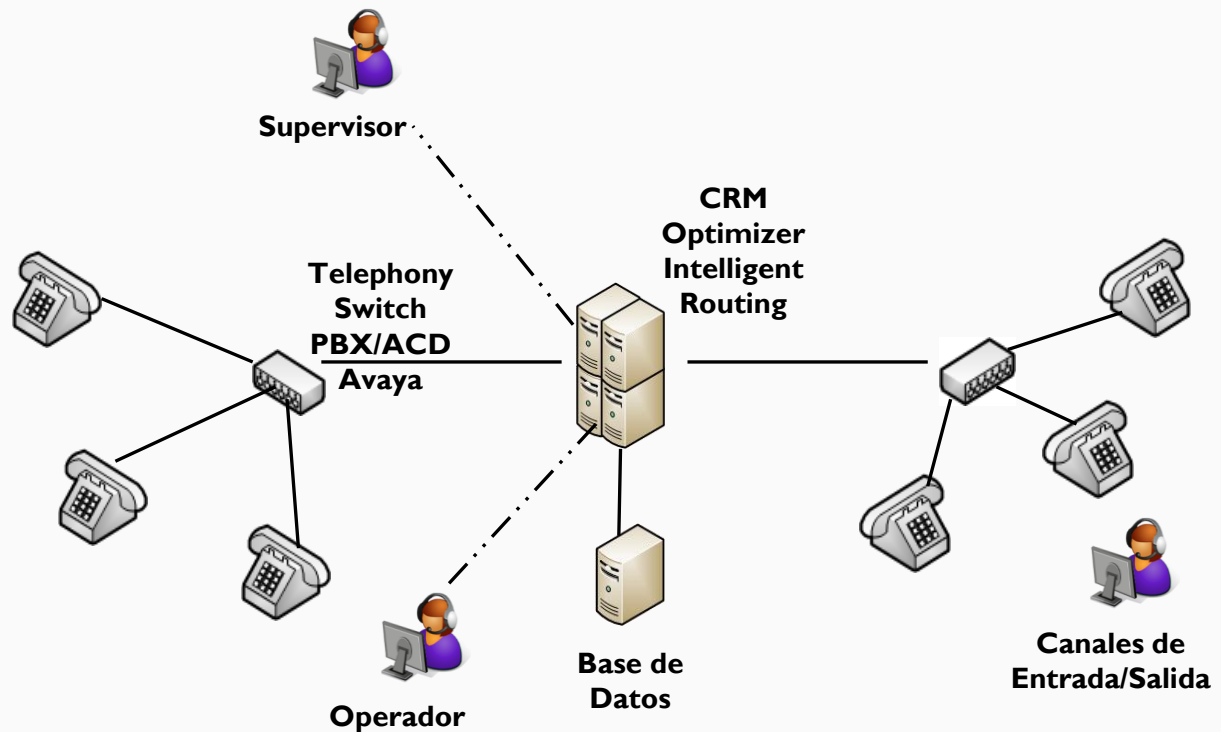 Supervisor
CRM
Optimizer
Intelligent
Routing
Telephony
Switch
PBX/ACD
Avaya
Base de
Datos
Operador
Canales de
Entrada/Salida